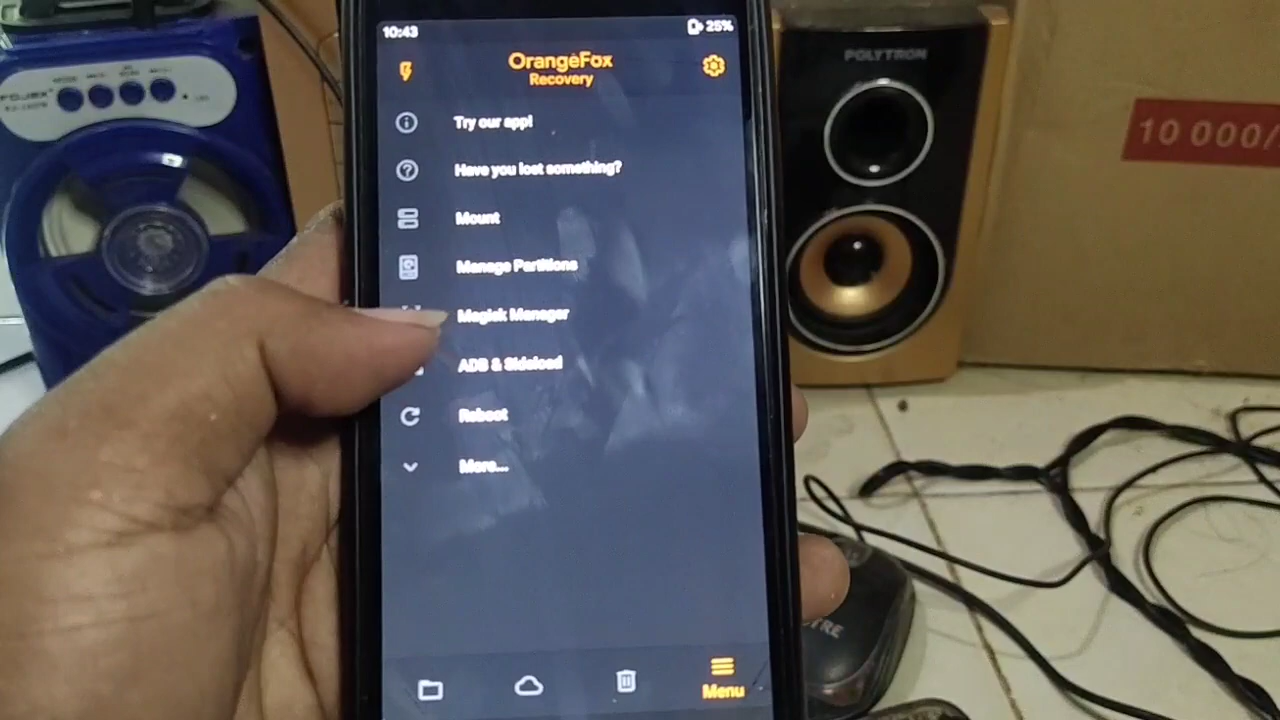 10:43
25%
OrangeFox
Recovery
Try our app!
Have you lost something?
Mount
Manage Partitions
Magisk Manager
ADB & Sideload
Reboot
More...
Menu
POLYTRON
10 000/
MODE